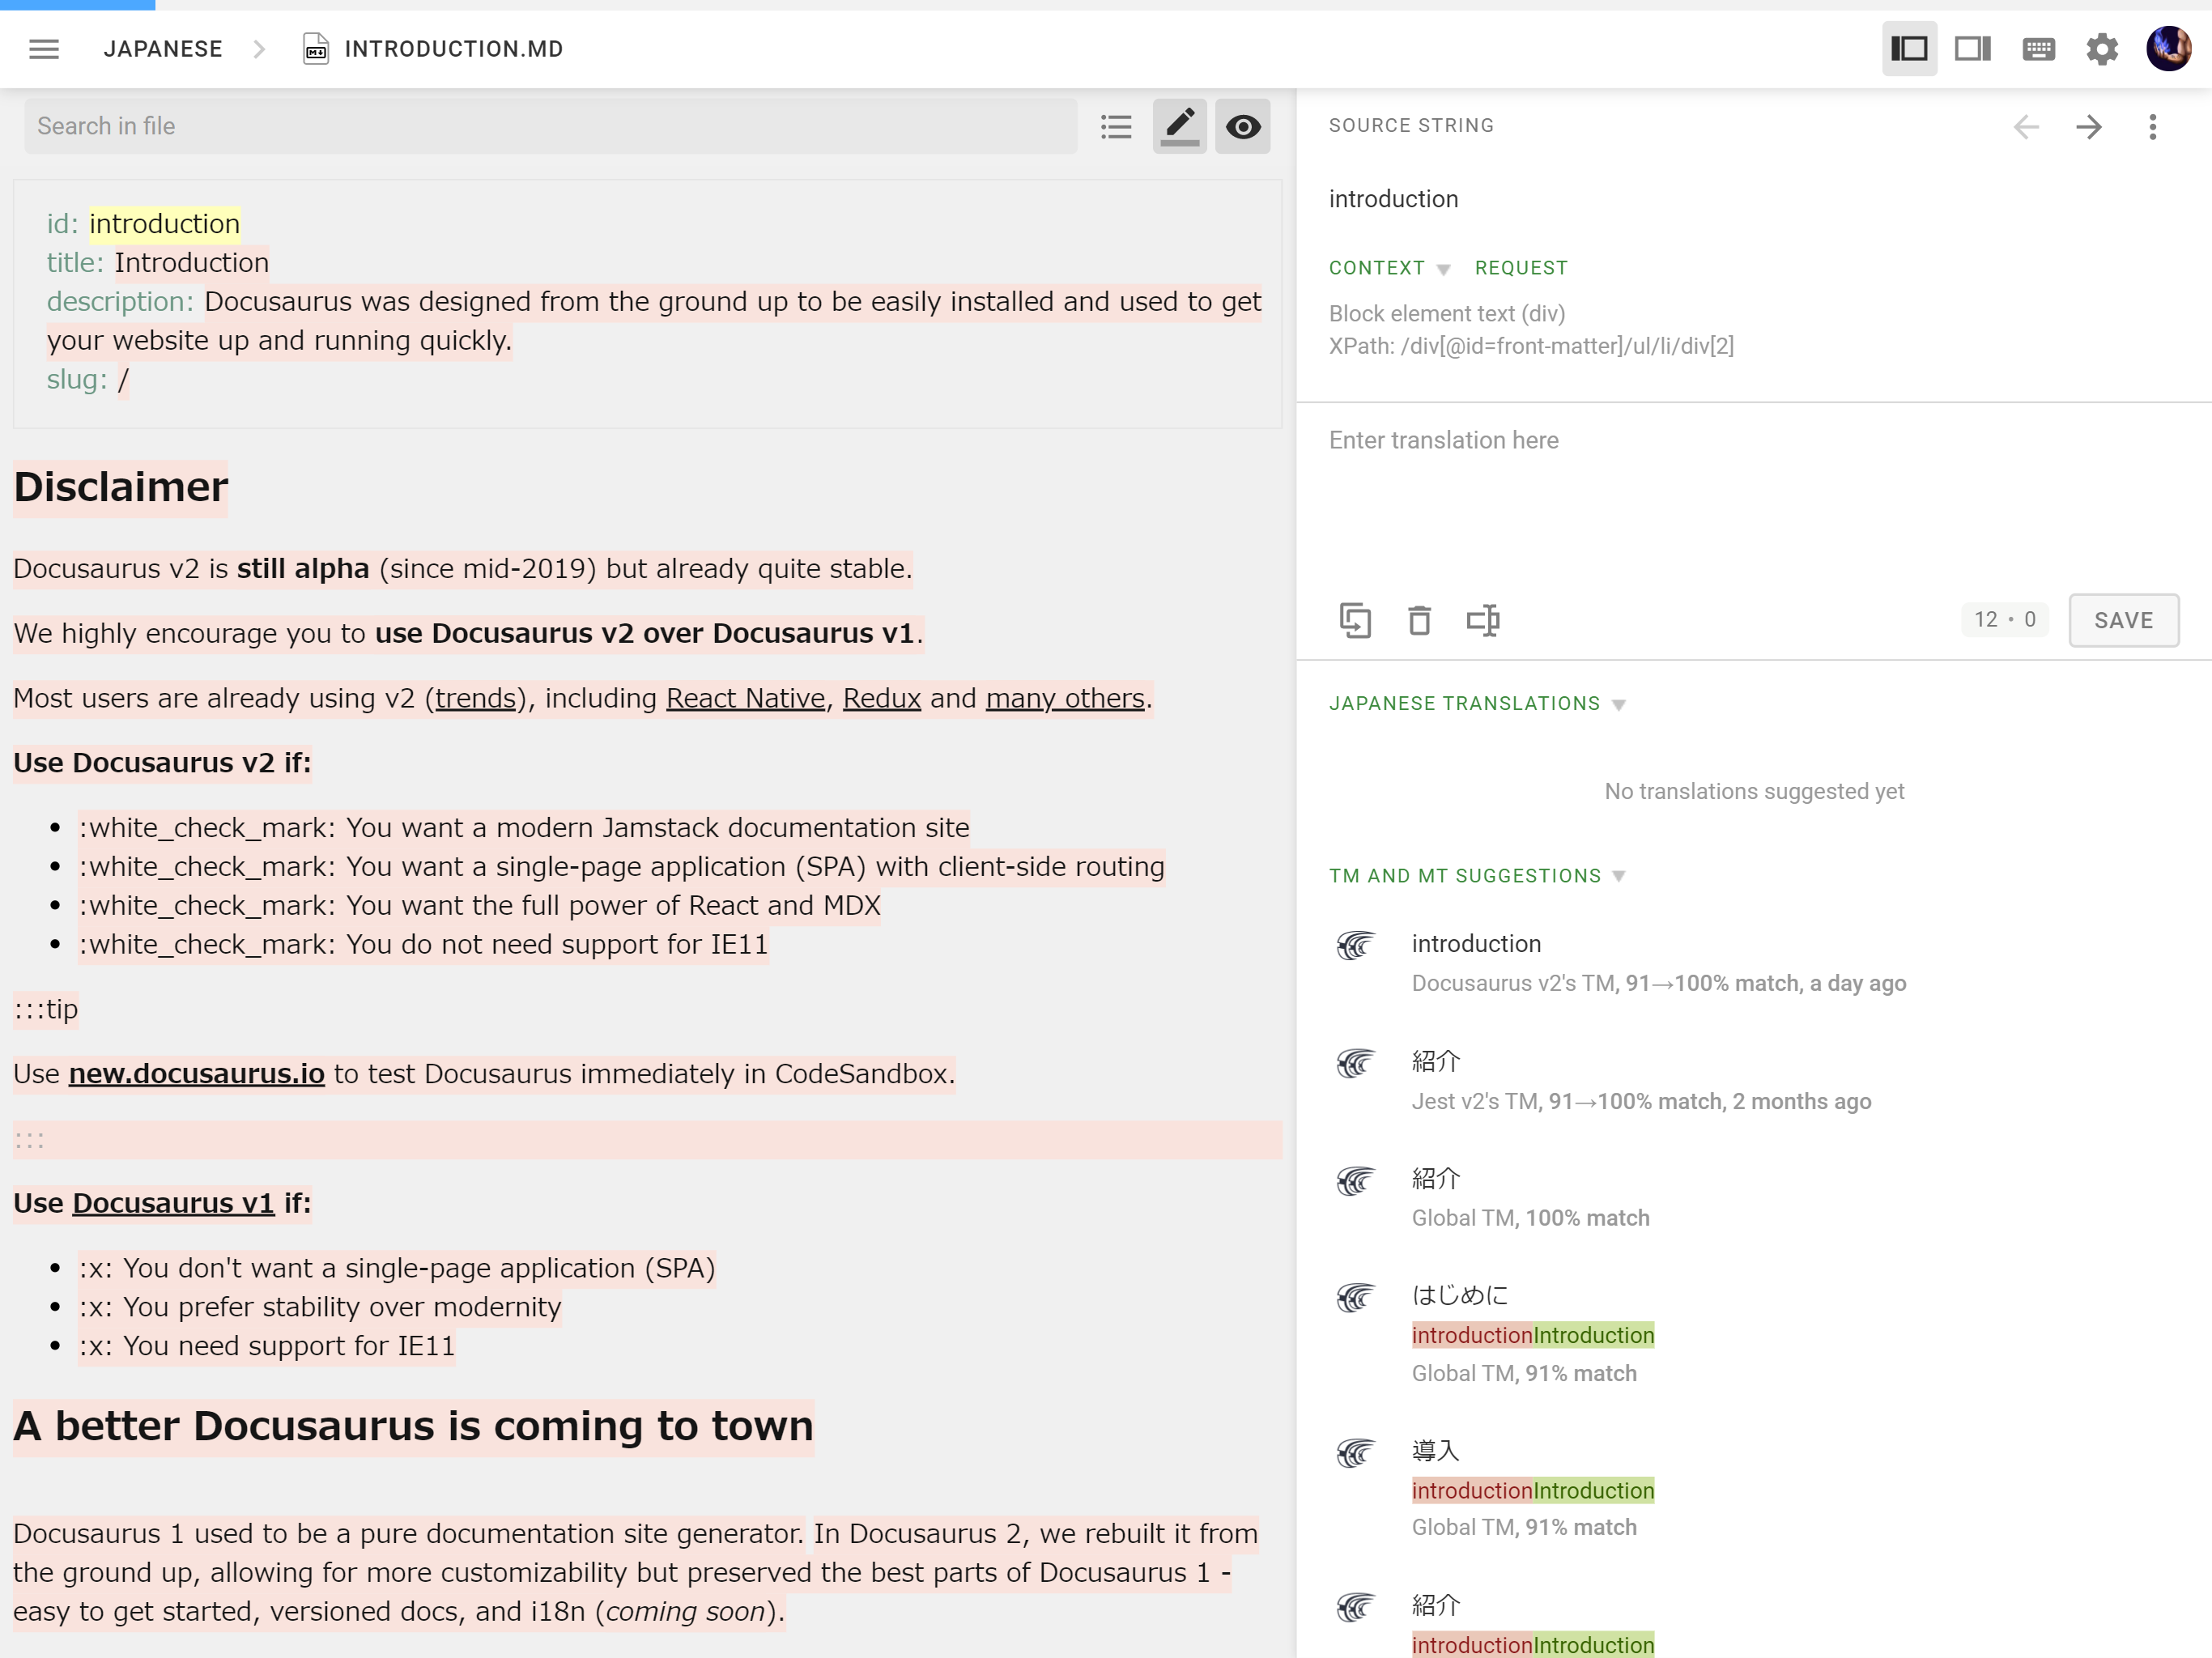 JAPANESE
INTRODUCTION.MD
Search in file
id: introduction
title: Introduction
description: Docusaurus was designed from the ground up to be easily installed and used to get
your website up and running quickly.
slug: /
Disclaimer
Docusaurus v2 is still alpha (since mid-2019) but already quite stable.
We highly encourage you to use Docusaurus v2 over Docusaurus v1.
Most users are already using v2 (trends), including React Native, Redux and many others.
Use Docusaurus v2 if:
• :white_check_mark: You want a modern Jamstack documentation site
• :white_check_mark: You want a single-page application (SPA) with client-side routing
• :white_check_mark: You want the full power of React and MDX
• :white_check_mark: You do not need support for IE11
:::tip
Use new.docusaurus.io to test Docusaurus immediately in CodeSandbox.
:::
Use Docusaurus v1 if:
• :x: You don't want a single-page application (SPA)
• :x: You prefer stability over modernity
• :x: You need support for IE11
A better Docusaurus is coming to town
Docusaurus 1 used to be a pure documentation site generator. In Docusaurus 2, we rebuilt it from
the ground up, allowing for more customizability but preserved the best parts of Docusaurus 1 -
easy to get started, versioned docs, and i18n (coming soon).
SOURCE STRING
introduction
CONTEXT REQUEST
Block element text (div)
XPath: /div[@id=front-matter]/ul/li/div[2]
Enter translation here
12 • 0
SAVE
JAPANESE TRANSLATIONS
No translations suggested yet
TM AND MT SUGGESTIONS
introduction
Docusaurus v2's TM, 91→100% match, a day ago
紹介
Jest v2's TM, 91→100% match, 2 months ago
紹介
Global TM, 100% match
はじめに
introductionIntroduction
Global TM, 91% match
導入
introductionIntroduction
Global TM, 91% match
紹介
introductionIntroduction